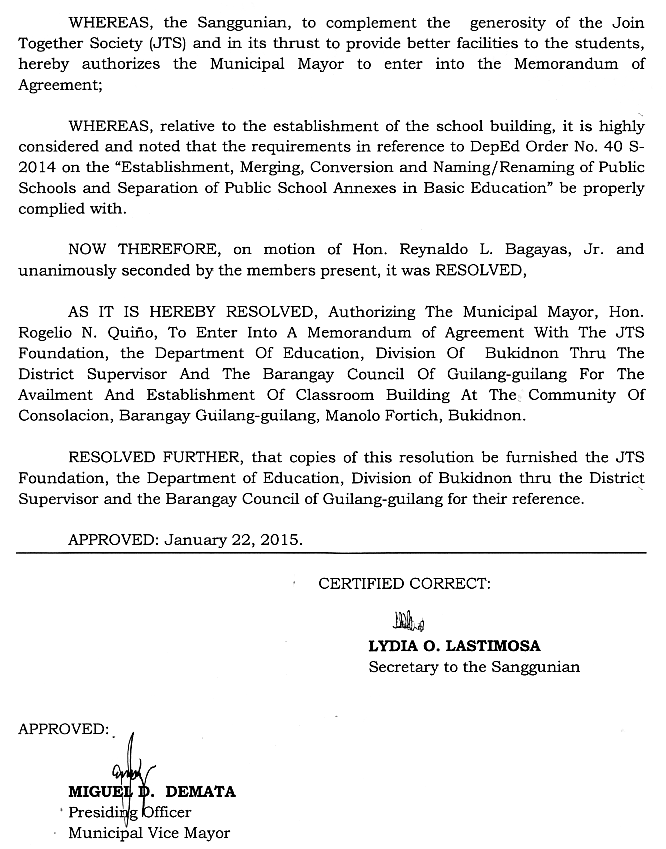 WHEREAS, the Sanggunian, to complement the generosity of the Join
Together Society (JTS) and in its thrust to provide better facilities to the students,
hereby authorizes the Municipal Mayor to enter into the Memorandum of
Agreement;
WHEREAS, relative to the establishment of the school building, it is highly
considered and noted that the requirements in reference to DepEd Order No. 40 S-
2014 on the “Establishment, Merging, Conversion and Naming/Renaming of Public
Schools and Separation of Public School Annexes in Basic Education” be properly
complied with.
NOW THEREFORE, on motion of Hon. Reynaldo L. Bagayas, Jr. and
unanimously seconded by the members present, it was RESOLVED,
AS IT IS HEREBY RESOLVED, Authorizing The Municipal Mayor, Hon.
Rogelio N. Quiño, To Enter Into A Memorandum of Agreement With The JTS
Foundation, the Department Of Education, Division Of Bukidnon Thru The
District Supervisor And The Barangay Council Of Guilang-guilang For The
Availment And Establishment Of Classroom Building At The Community Of
Consolacion, Barangay Guilang-guilang, Manolo Fortich, Bukidnon.
RESOLVED FURTHER, that copies of this resolution be furnished the JTS
Foundation, the Department of Education, Division of Bukidnon thru the District
Supervisor and the Barangay Council of Guilang-guilang for their reference.
APPROVED: January 22, 2015.
CERTIFIED CORRECT:
LYDIA O. LASTIMOSA
Secretary to the Sanggunian
APPROVED:
MIGUEL D. DEMATA
Presiding Officer
Municipal Vice Mayor